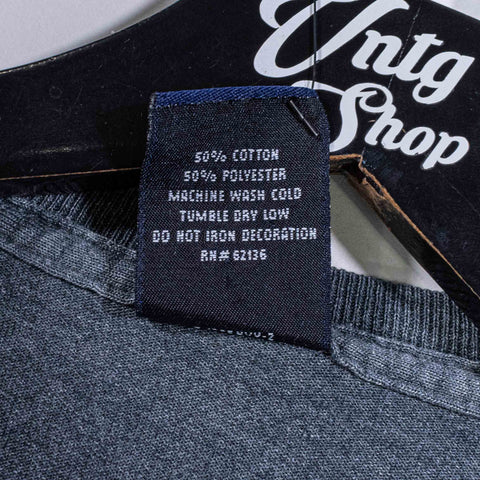 Vntg
Shop
50% COTTON
50% POLYESTER
MACHINE WASH COLD
TUMBLE DRY LOW
DO NOT IRON DECORATION
RN# 62136